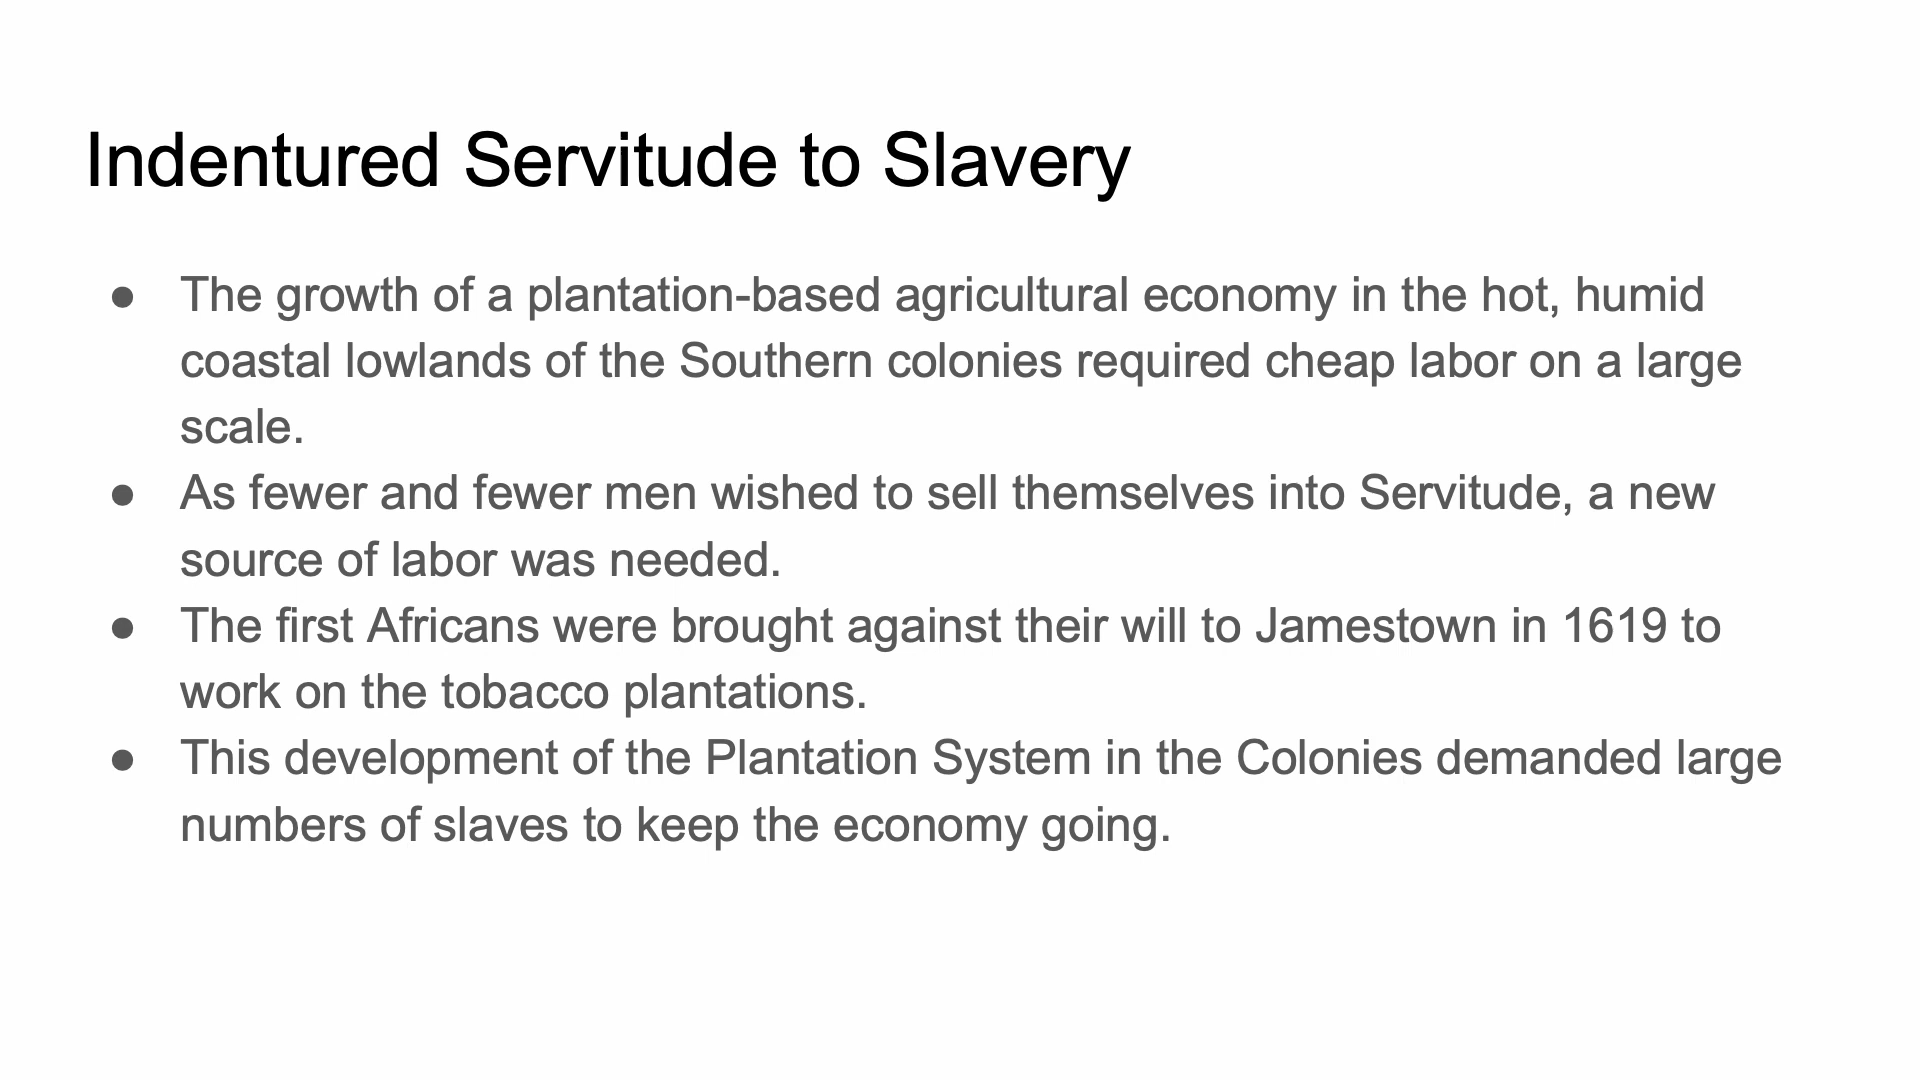 Indentured Servitude to Slavery
● The growth of a plantation-based agricultural economy in the hot, humid
coastal lowlands of the Southern colonies required cheap labor on a large
scale.
● As fewer and fewer men wished to sell themselves into Servitude, a new
source of labor was needed.
● The first Africans were brought against their will to Jamestown in 1619 to
work on the tobacco plantations.
● This development of the Plantation System in the Colonies demanded large
numbers of slaves to keep the economy going.